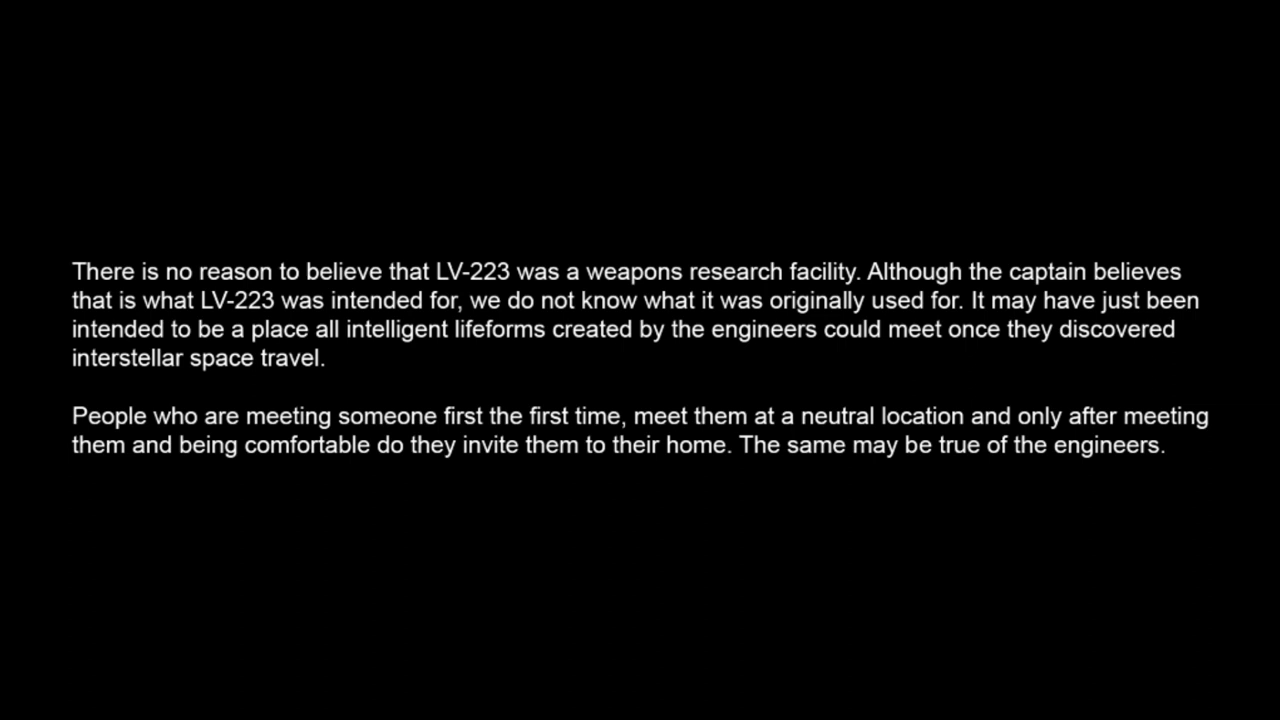 There is no reason to believe that LV-223 was a weapons research facility. Although the captain believes
that is what LV-223 was intended for, we do not know what it was originally used for. It may have just been
intended to be a place all intelligent lifeforms created by the engineers could meet once they discovered
interstellar space travel.
People who are meeting someone first the first time, meet them at a neutral location and only after meeting
them and being comfortable do they invite them to their home. The same may be true of the engineers.